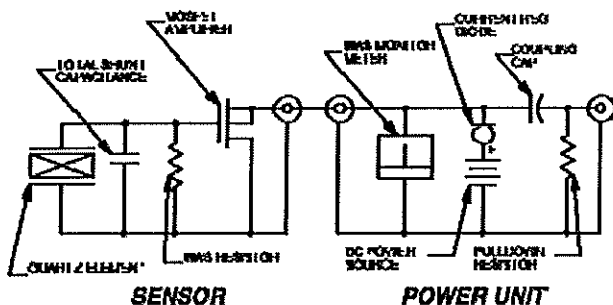 MOSFET
AMPLIFIER
TOTAL SHUNT
CAPACITANCE
QUARTZ ELEMENT
BIAS RESISTOR
SENSOR
BIAS MONITOR
METER
CURRENT REG
DIODE
COUPLING
CAP
DC POWER
SOURCE
PULLDOWN
RESISTOR
POWER UNIT